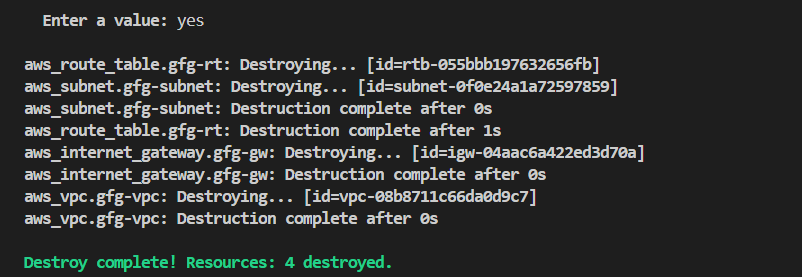 Enter a value: yes
aws_route_table.gfg-rt: Destroying... [id=rtb-055bbb197632656fb]
aws_subnet.gfg-subnet: Destroying... [id=subnet-0f0e24a1a72597859]
aws_subnet.gfg-subnet: Destruction complete after 0s
aws_route_table.gfg-rt: Destruction complete after 1s
aws_internet_gateway.gfg-gw: Destroying... [id=igw-04aac6a422ed3d70a]
aws_internet_gateway.gfg-gw: Destruction complete after 0s
aws_vpc.gfg-vpc: Destroying... [id=vpc-08b8711c66da0d9c7]
aws_vpc.gfg-vpc: Destruction complete after 0s
Destroy complete! Resources: 4 destroyed.